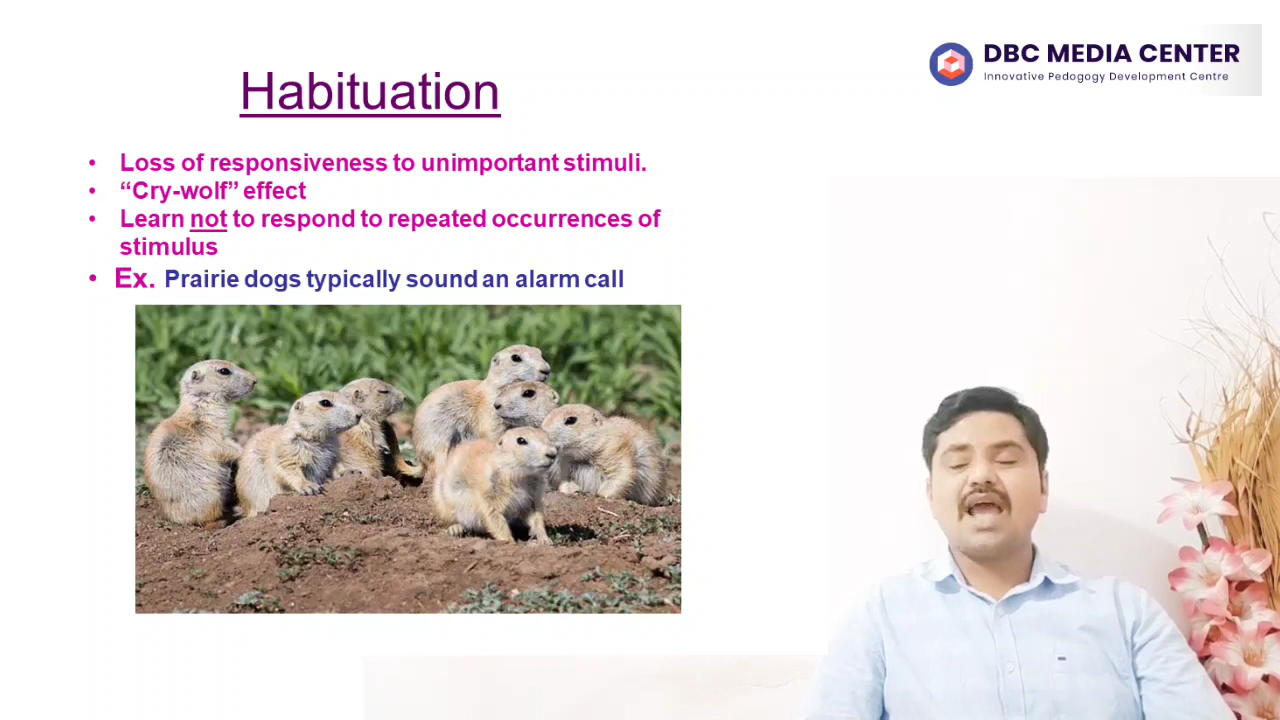 DBC MEDIA CENTER
Innovative Pedogogy Development Centre
Habituation
• Loss of responsiveness to unimportant stimuli.
• “Cry-wolf” effect
• Learn not to respond to repeated occurrences of
stimulus
• Ex. Prairie dogs typically sound an alarm call